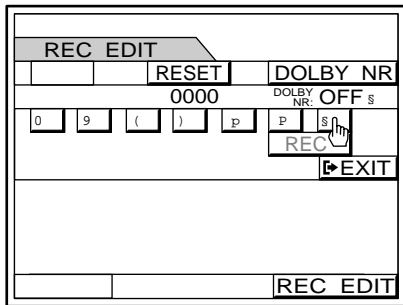 REC EDIT
RESET DOLBY NR
0000 DOLBY NR: OFF §
0 9 ( ) p P §
REC
EXIT
REC EDIT